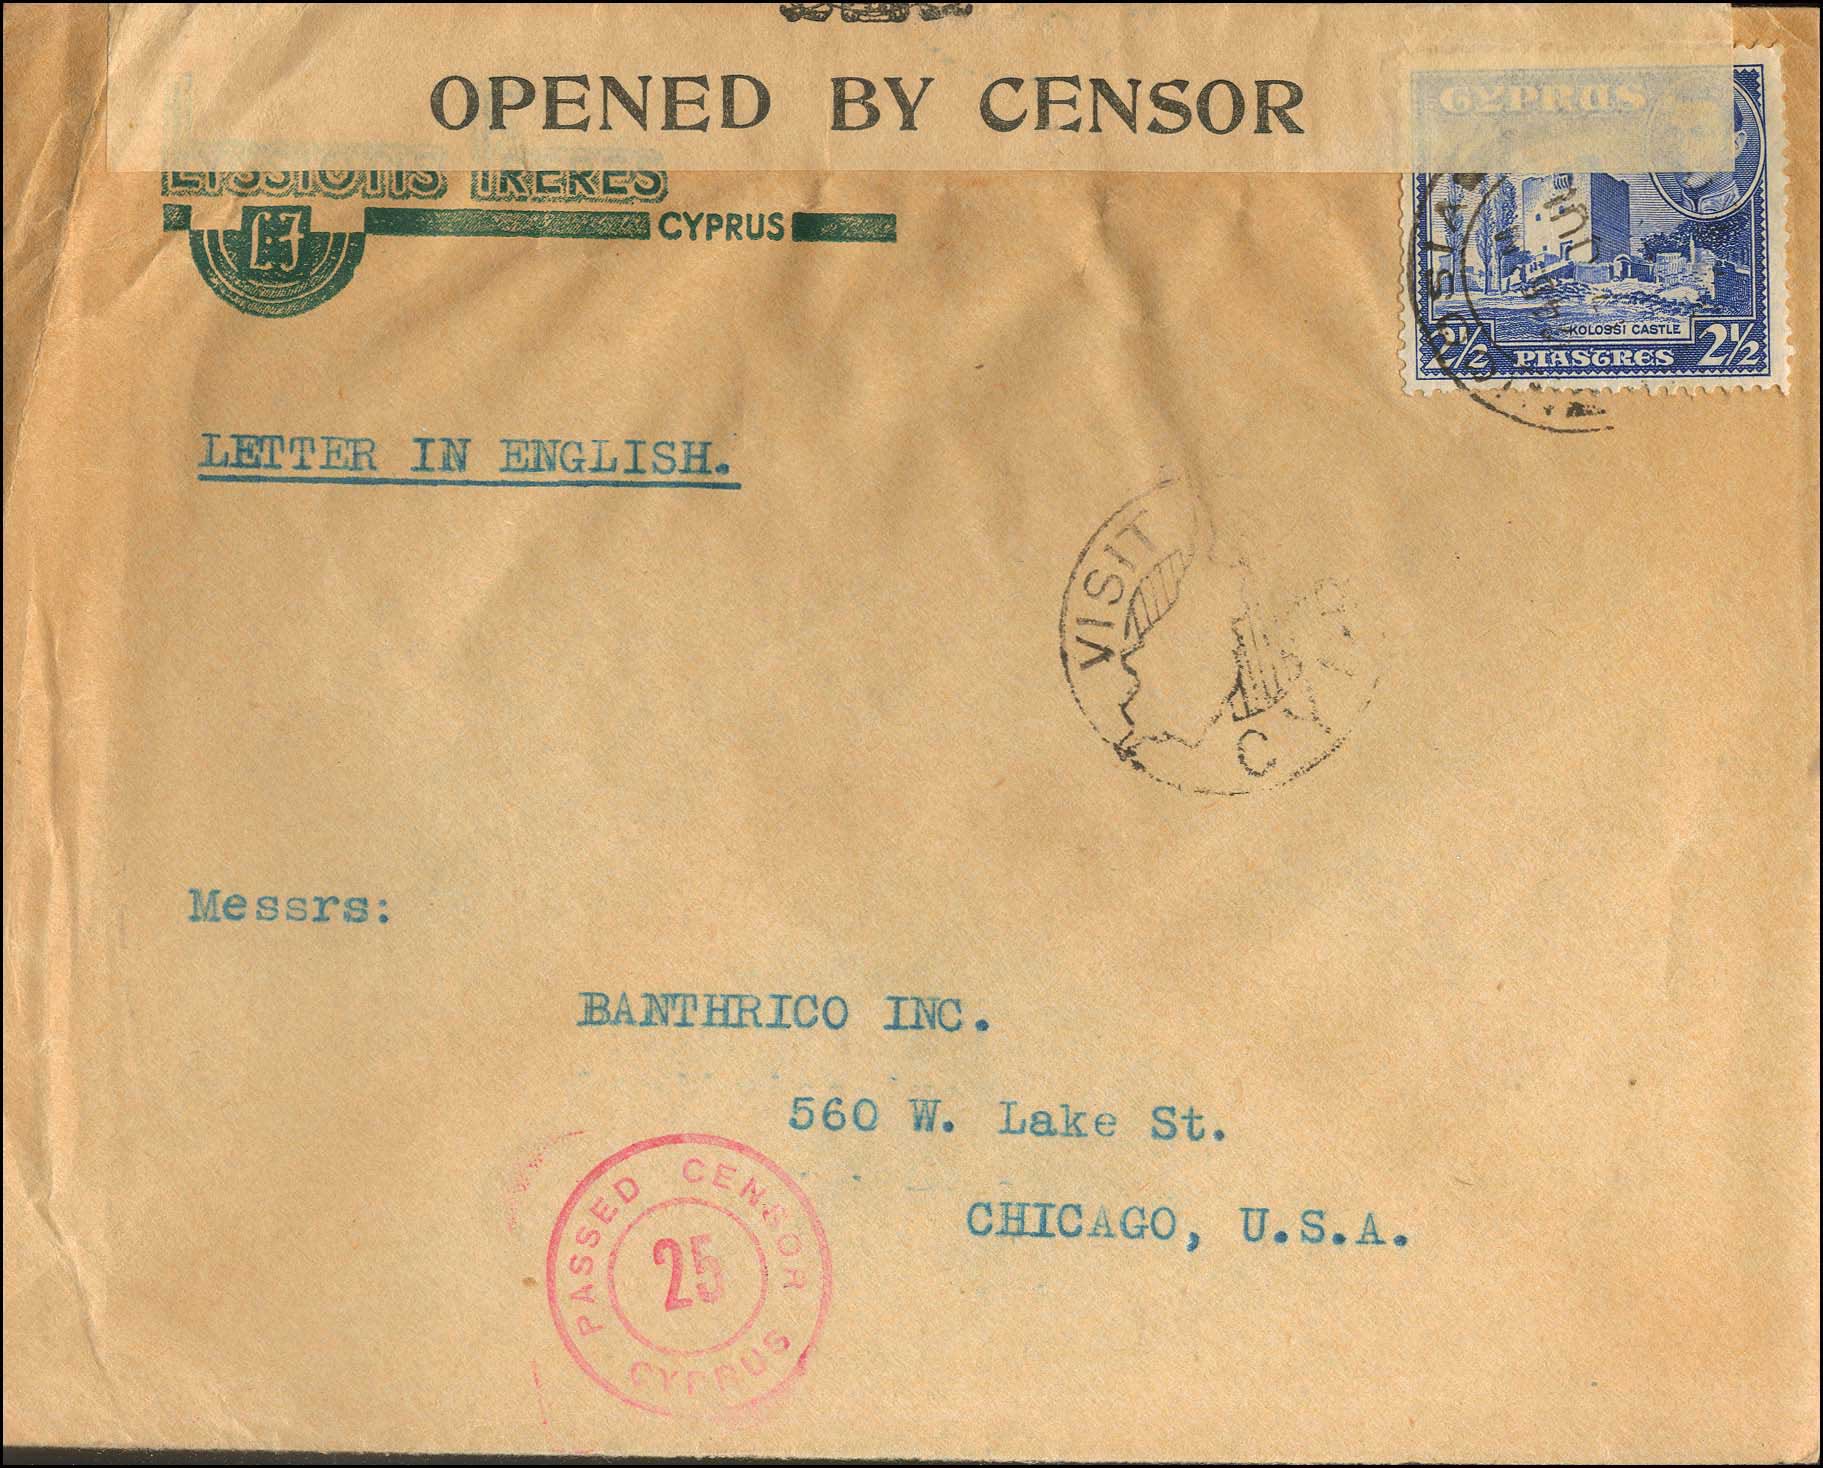 OPENED BY CENSOR
FRERES
L.F
CYPRUS
CYPRUS
KOLOSSI CASTLE
2½ PIASTRES 2½
LETTER IN ENGLISH.
VISIT
Messrs:
BANTHRICO INC.
560 W. Lake St.
CHICAGO, U.S.A.
PASSED CENSOR
25
CYPRUS